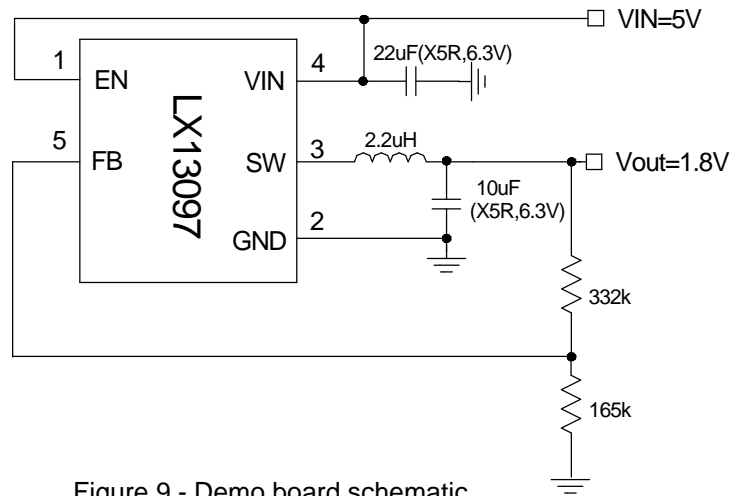 VIN=5V
22uF(X5R,6.3V)
1
EN
VIN
4
LX13097
5
FB
SW
3
2.2uH
Vout=1.8V
10uF
(X5R,6.3V)
GND
2
332k
165k
Figure 9 - Demo board schematic